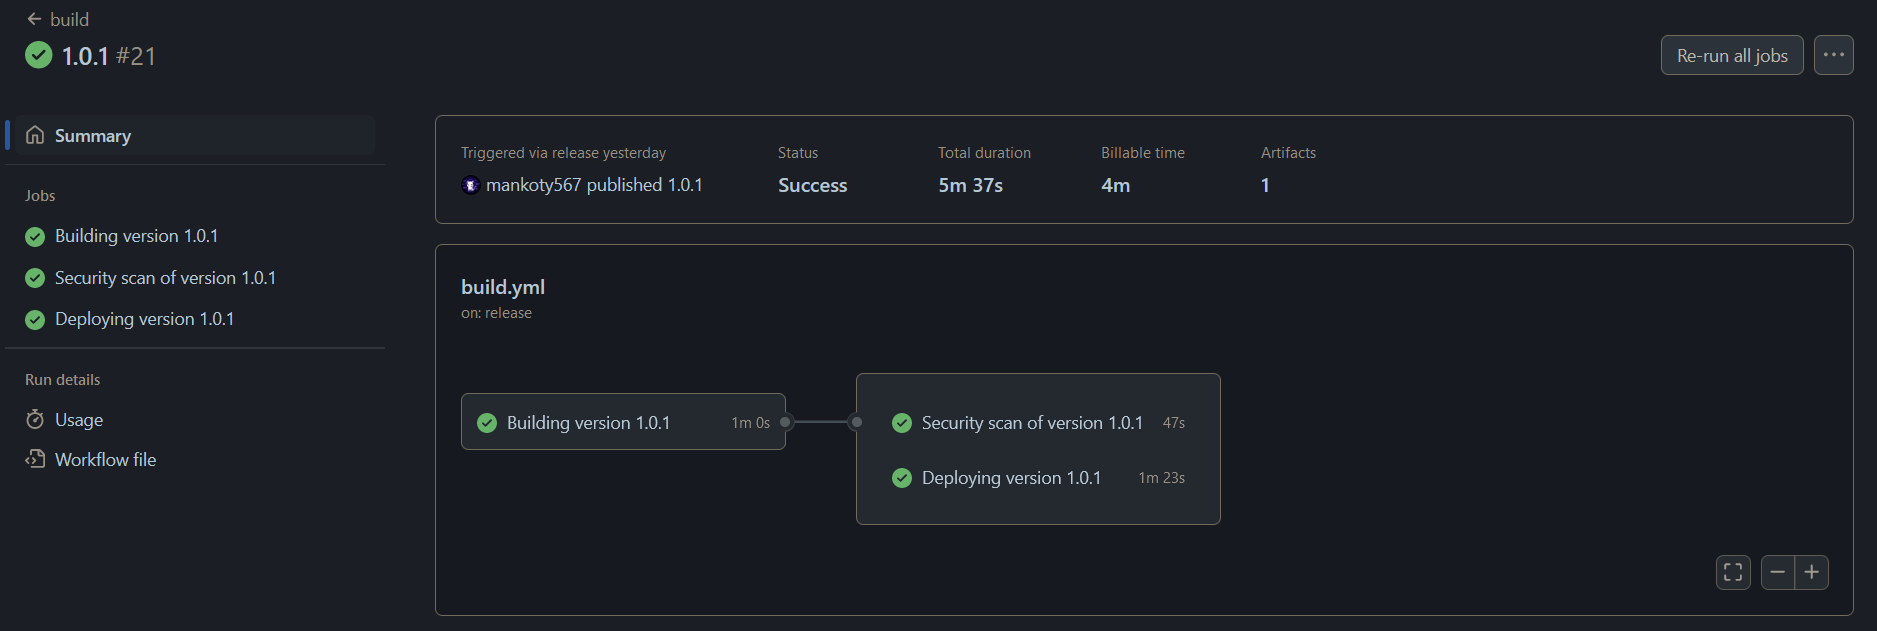 build
1.0.1 #21
Re-run all jobs
Summary
Jobs
Building version 1.0.1
Security scan of version 1.0.1
Deploying version 1.0.1
Run details
Usage
Workflow file
Triggered via release yesterday
mankoty567 published 1.0.1
Status
Success
Total duration
5m 37s
Billable time
4m
Artifacts
1
build.yml
on: release
Building version 1.0.1 1m 0s
Security scan of version 1.0.1 47s
Deploying version 1.0.1 1m 23s